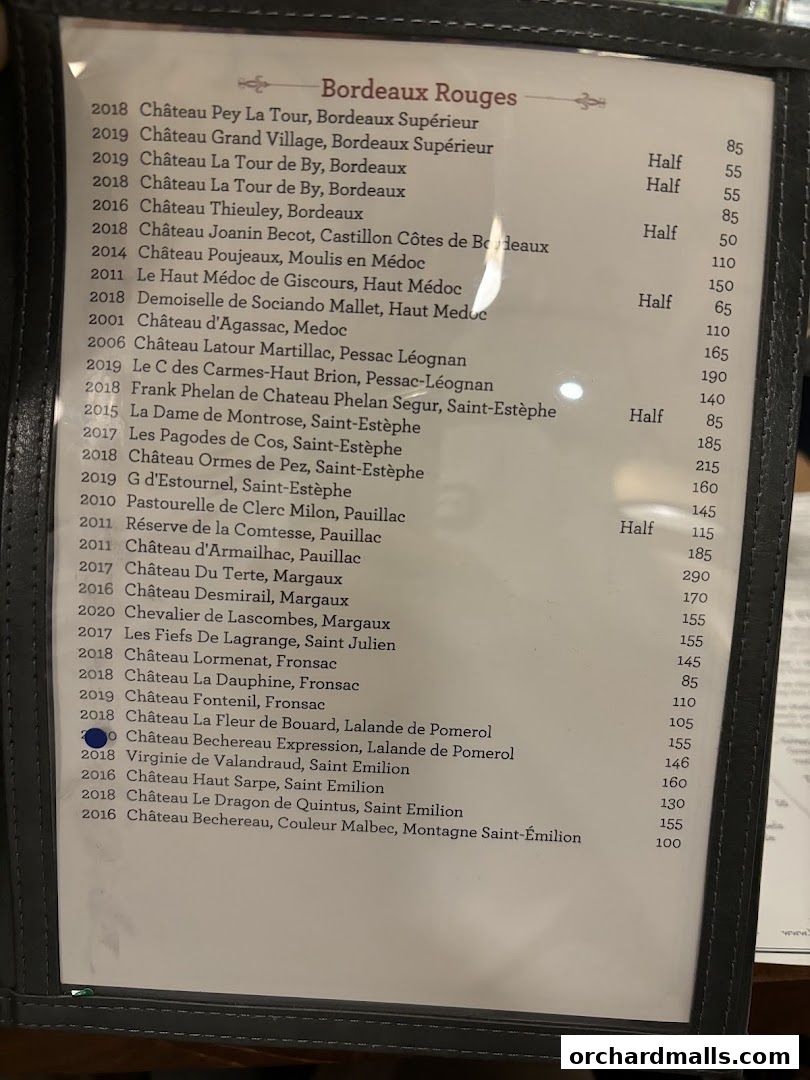 Bordeaux Rouges
2018 Château Pey La Tour, Bordeaux Supérieur 85
2019 Château Grand Village, Bordeaux Supérieur Half 55
2019 Château La Tour de By, Bordeaux Half 55
2018 Château La Tour de By, Bordeaux 85
2016 Château Thieuley, Bordeaux Half 50
2018 Château Joanin Becot, Castillon Côtes de Bordeaux 110
2014 Château Poujeaux, Moulis en Médoc 150
2011 Le Haut Médoc de Giscours, Haut Médoc Half 65
2018 Demoiselle de Sociando Mallet, Haut Medoc 110
2001 Château d'Agassac, Medoc 165
2006 Château Latour Martillac, Pessac Léognan 190
2019 Le C des Carmes-Haut Brion, Pessac-Léognan 140
2018 Frank Phelan de Chateau Phelan Segur, Saint-Estèphe Half 85
2015 La Dame de Montrose, Saint-Estèphe 185
2017 Les Pagodes de Cos, Saint-Estèphe 215
2018 Château Ormes de Pez, Saint-Estèphe 160
2019 G d'Estournel, Saint-Estèphe 145
2010 Pastourelle de Clerc Milon, Pauillac Half 115
2011 Réserve de la Comtesse, Pauillac 185
2011 Château d'Armailhac, Pauillac 290
2017 Château Du Terte, Margaux 170
2016 Château Desmirail, Margaux 155
2020 Chevalier de Lascombes, Margaux 155
2017 Les Fiefs De Lagrange, Saint Julien 145
2018 Château Lormenat, Fronsac 85
2018 Château La Dauphine, Fronsac 110
2019 Château Fontenil, Fronsac 105
2018 Château La Fleur de Bouard, Lalande de Pomerol 155
Château Bechereau Expression, Lalande de Pomerol 146
2018 Virginie de Valandraud, Saint Emilion 160
2016 Château Haut Sarpe, Saint Emilion 130
2018 Château Le Dragon de Quintus, Saint Emilion 155
2016 Château Bechereau, Couleur Malbec, Montagne Saint-Émilion 100
orchardmalls.com